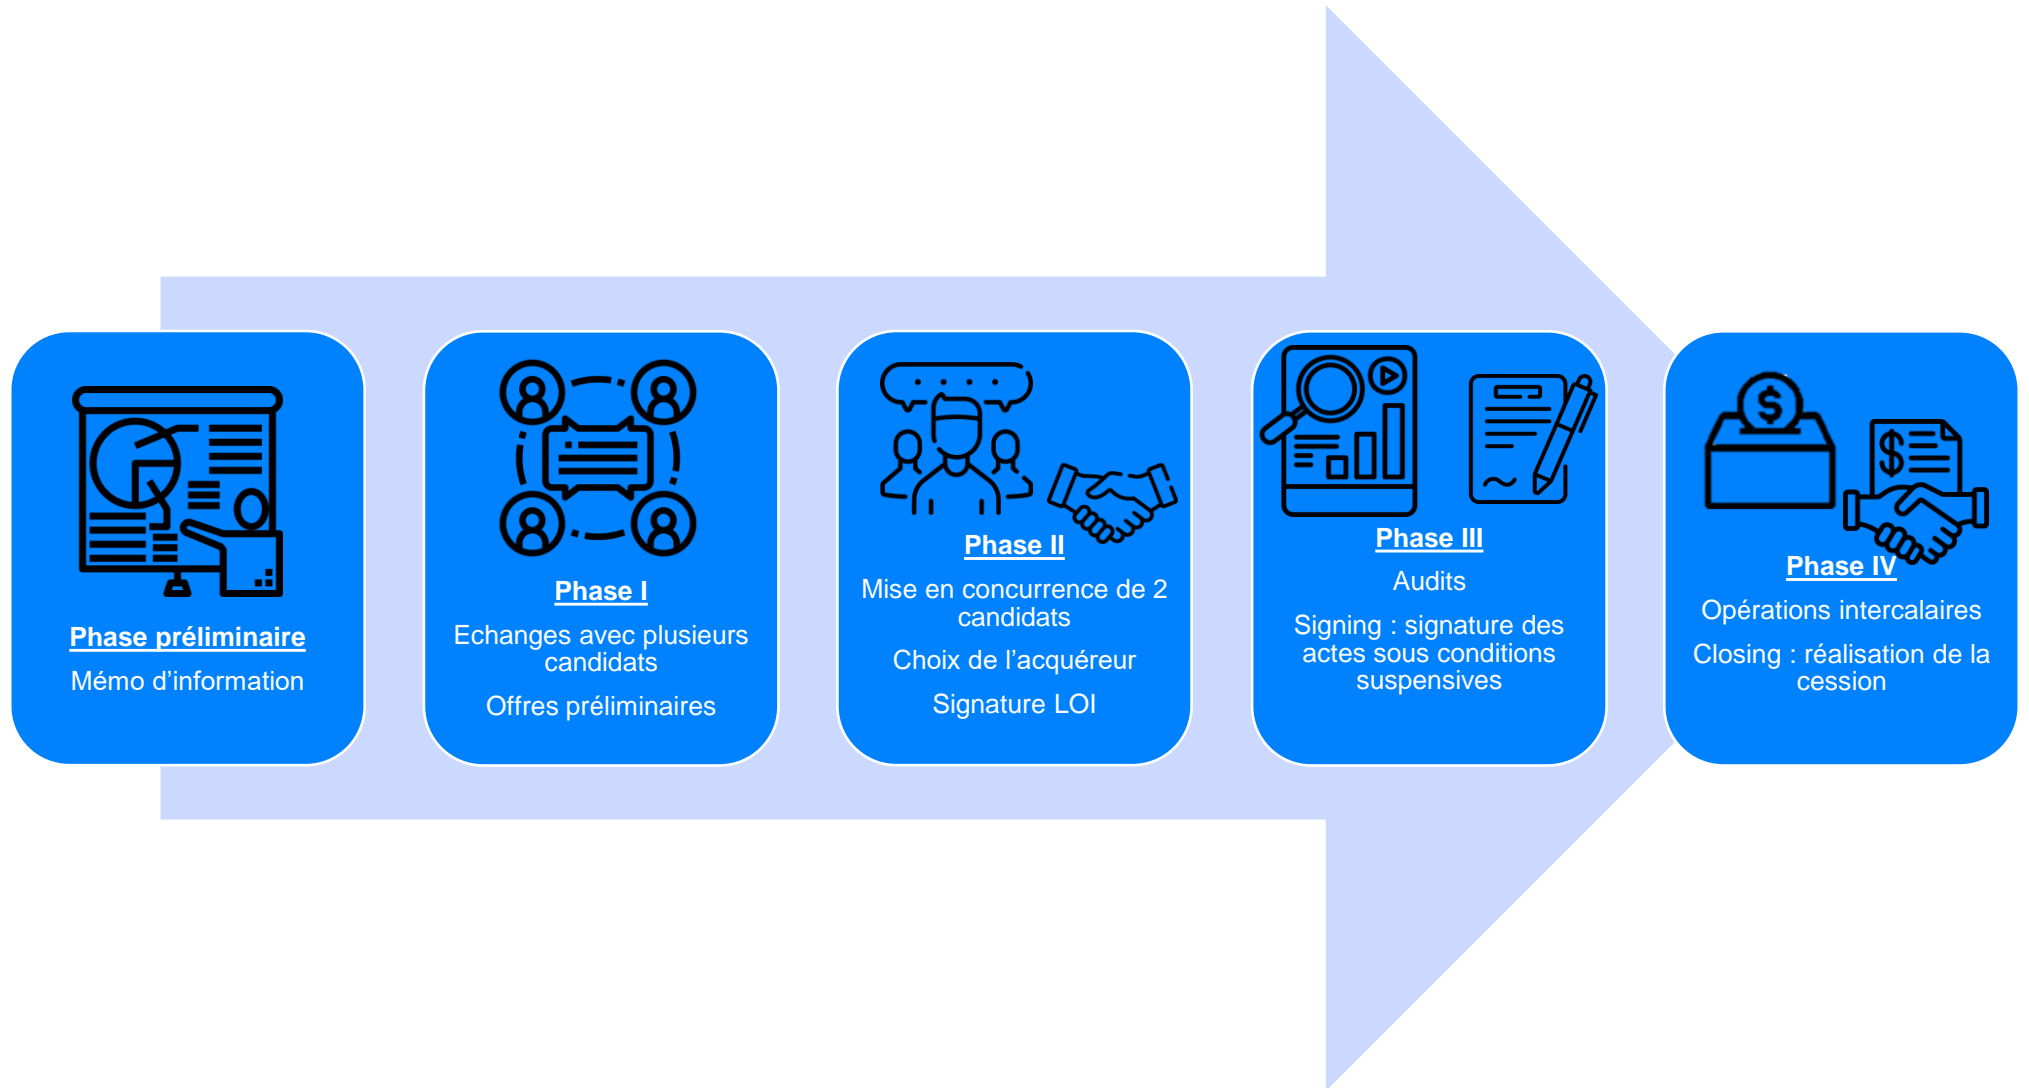 Phase préliminaire
Mémo d'information
Phase I
Echanges avec plusieurs
candidats
Offres préliminaires
Phase II
Mise en concurrence de 2
candidats
Choix de l’acquéreur
Signature LOI
Phase III
Audits
Signing : signature des
actes sous conditions
suspensives
Phase IV
Opérations intercalaires
Closing : réalisation de la
cession